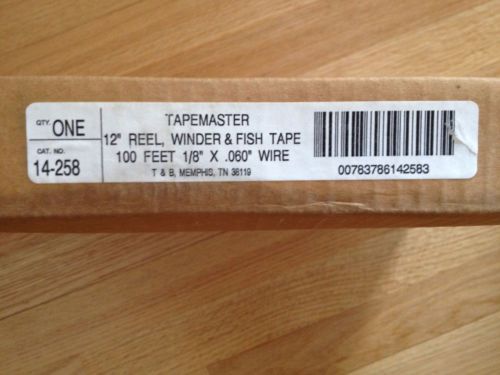 QTY. ONE
CAT. NO.
14-258
TAPEMASTER
12" REEL, WINDER & FISH TAPE
100 FEET 1/8" X .060" WIRE
T & B, MEMPHIS, TN 38119
00783786142583